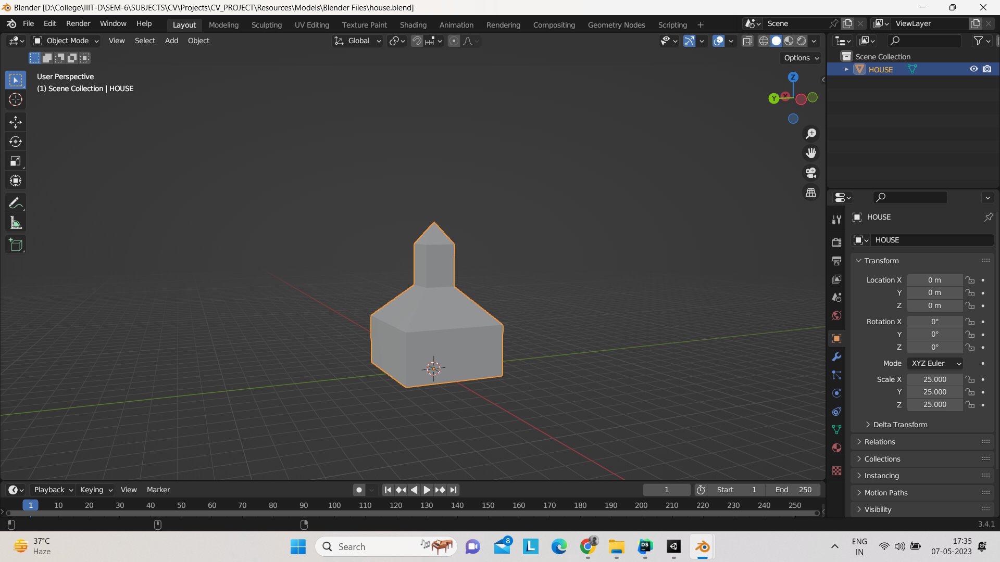 Blender [D:\College\IIIT-D\SEM-6\SUBJECTS\CV\Projects\CV_PROJECT\Resources\Models\Blender Files\house.blend]
File Edit Render Window Help Layout Modeling Sculpting UV Editing Texture Paint Shading Animation Rendering Compositing Geometry Nodes Scripting + Scene ViewLayer
Object Mode View Select Add Object Global
Options
Scene Collection
HOUSE
User Perspective
(1) Scene Collection | HOUSE
Z
Y X
HOUSE
HOUSE
Transform
Location X 0 m
Y 0 m
Z 0 m
Rotation X 0°
Y 0°
Z 0°
Mode XYZ Euler
Scale X 25.000
Y 25.000
Z 25.000
Delta Transform
Relations
Collections
Instancing
Motion Paths
Visibility
Playback Keying View Marker 1 Start 1 End 250
1 10 20 30 40 50 60 70 80 90 100 110 120 130 140 150 160 170 180 190 200 210 220 230 240 250
3.4.1
37°C
Haze
Search
8
L
DS
ENG
IN
17:35
07-05-2023